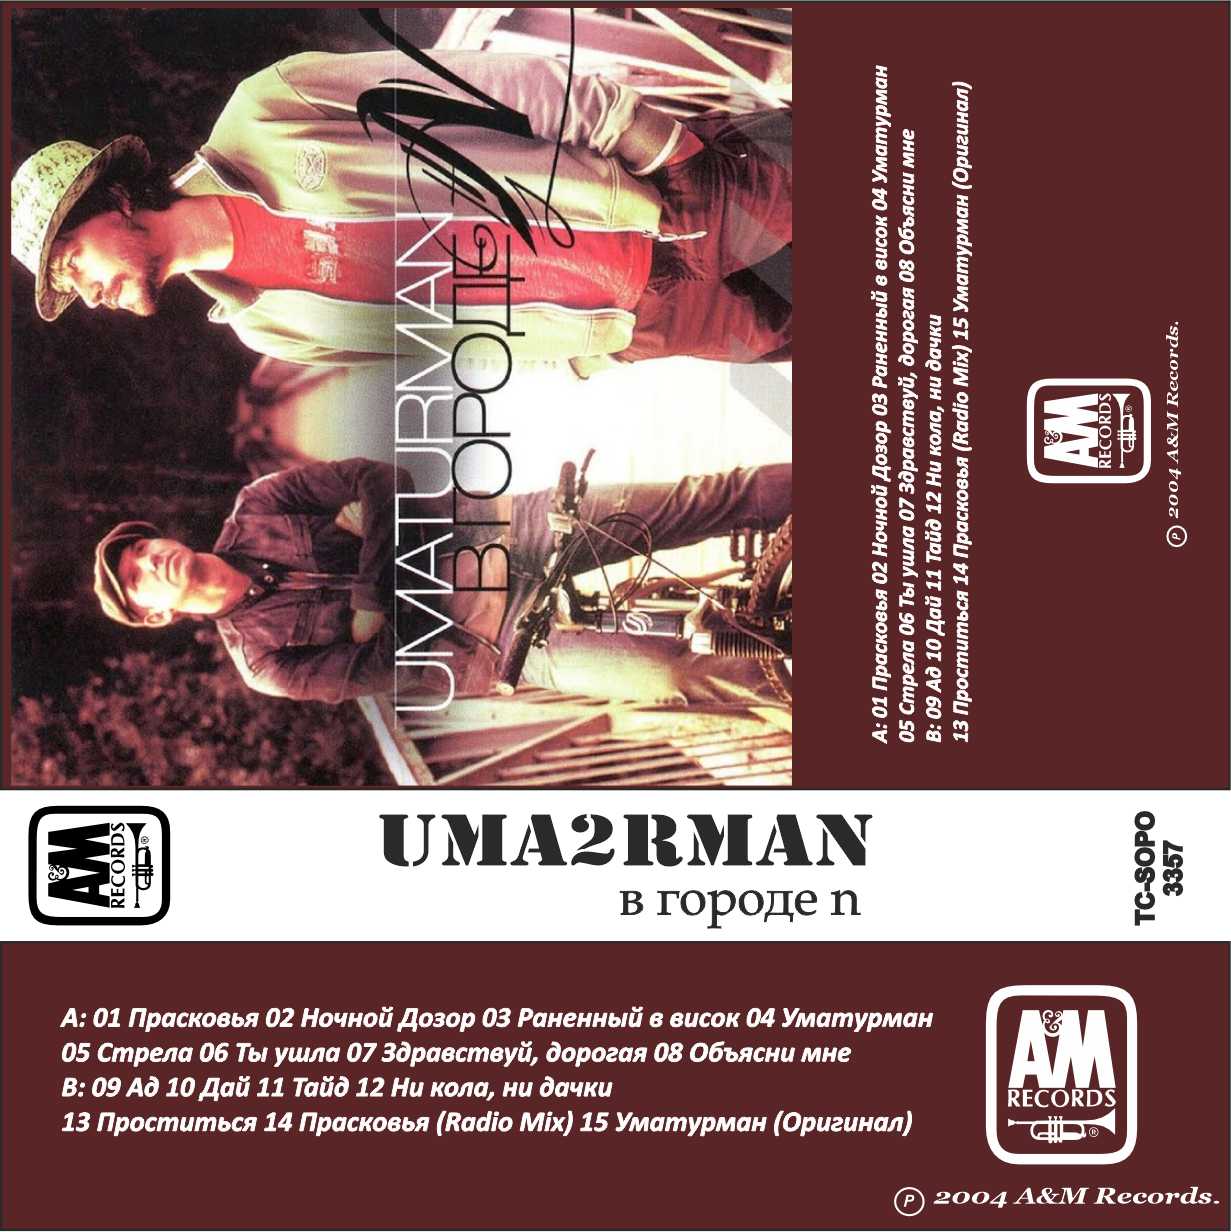 UMATURMAN
В ГОРОДЕ N
A: 01 Прасковья 02 Ночной Дозор 03 Раненный в висок 04 Уматурман
05 Стрела 06 Ты ушла 07 Здравствуй, дорогая 08 Объясни мне
B: 09 Ад 10 Дай 11 Тайд 12 Ни кола, ни дачки
13 Проститься 14 Прасковья (Radio Mix) 15 Уматурман (Оригинал)
A&M
RECORDS
®
℗ 2004 A&M Records.
A&M
RECORDS
®
UMA2RMAN
в городе n
TC-SOPO
3357
A: 01 Прасковья 02 Ночной Дозор 03 Раненный в висок 04 Уматурман
05 Стрела 06 Ты ушла 07 Здравствуй, дорогая 08 Объясни мне
B: 09 Ад 10 Дай 11 Тайд 12 Ни кола, ни дачки
13 Проститься 14 Прасковья (Radio Mix) 15 Уматурман (Оригинал)
A&M
RECORDS
®
℗ 2004 A&M Records.